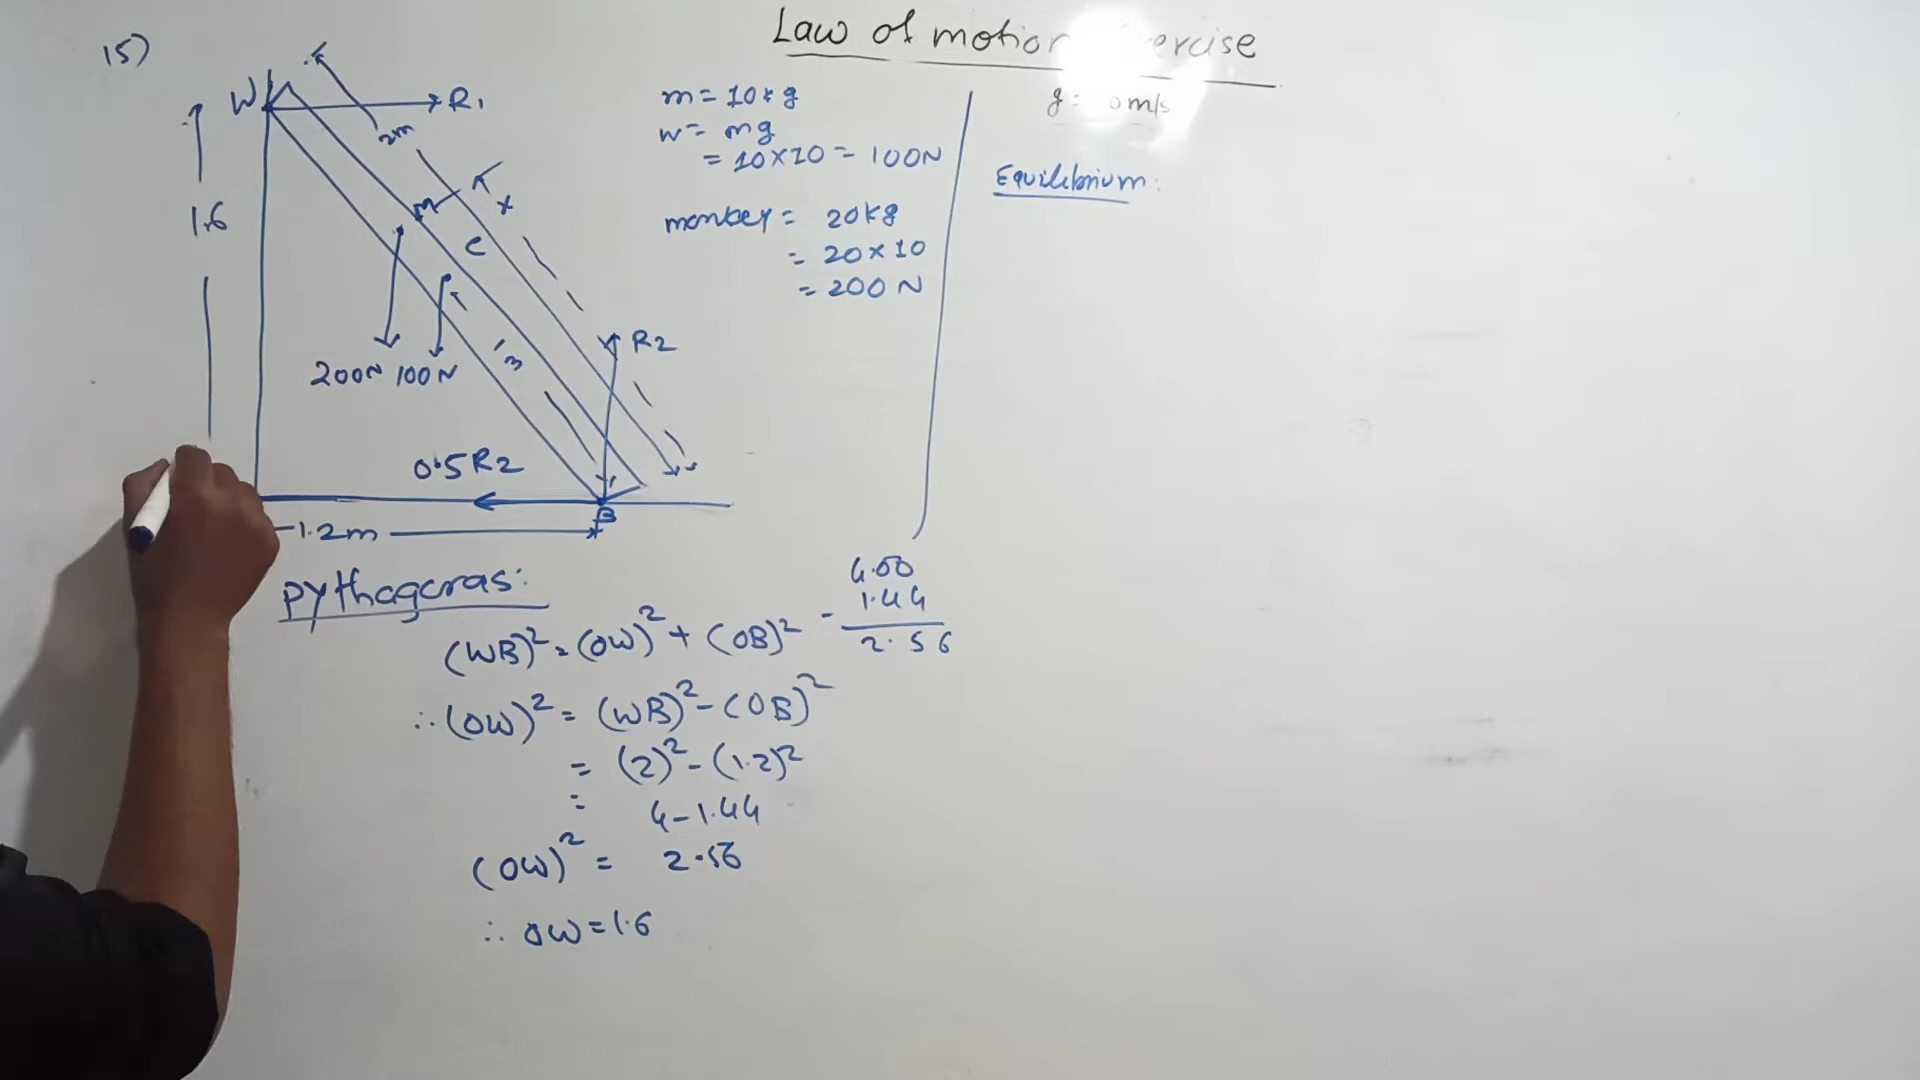 Law of motion ercise
15)
W
R1
2m
1.6
M
x
C
1m
200N 100N
R2
0.5R2
B
1.2m
m = 10kg
w = mg
= 10×10 = 100N
monkey = 20kg
= 20×10
= 200 N
g = 0 m/s
Equilibrium:
Pythagoras:
(WB)² = (OW)² + (OB)²
∴ (OW)² = (WB)² - (OB)²
= (2)² - (1.2)²
= 4 - 1.44
(OW)² = 2.56
∴ OW = 1.6
4.00
- 1.44
2.56